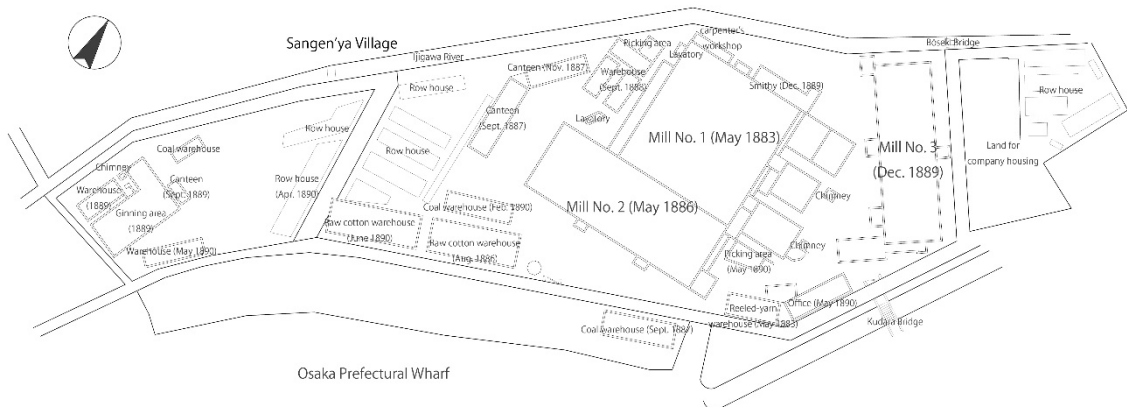 Sangen'ya Village
Ijigawa River
Bōseki Bridge
Picking area
carpenter's
workshop
Lavatory
Canteen (Nov. 1887)
Warehouse
(Sept. 1888)
Smithy (Dec. 1889)
Row house
Canteen
(Sept. 1887)
Lavatory
Mill No. 1 (May 1883)
Mill No. 3
(Dec. 1889)
Land for
company housing
Row house
Row house
Row house
Coal warehouse
Chimney
Warehouse
(1889)
Canteen
(Sept. 1889)
Ginning area
(1889)
Row house
(Apr. 1890)
Warehouse (May 1890)
Coal warehouse (Feb. 1890)
Raw cotton warehouse
(June 1890)
Raw cotton warehouse
(Aug. 1886)
Mill No. 2 (May 1886)
Chimney
Chimney
Picking area
(May 1890)
Office (May 1890)
Reeled-yarn
warehouse (May 1883)
Coal warehouse (Sept. 1887)
Kudara Bridge
Osaka Prefectural Wharf